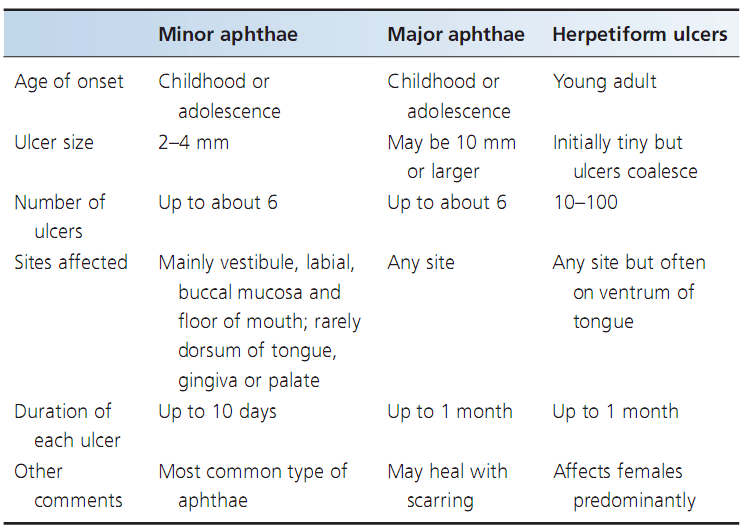 Minor aphthae Major aphthae Herpetiform ulcers
Age of onset Childhood or Childhood or Young adult
adolescence adolescence
Ulcer size 2–4 mm May be 10 mm Initially tiny but
or larger ulcers coalesce
Number of Up to about 6 Up to about 6 10–100
ulcers
Sites affected Mainly vestibule, labial, Any site Any site but often
buccal mucosa and on ventrum of
floor of mouth; rarely tongue
dorsum of tongue,
gingiva or palate
Duration of Up to 10 days Up to 1 month Up to 1 month
each ulcer
Other Most common type of May heal with Affects females
comments aphthae scarring predominantly